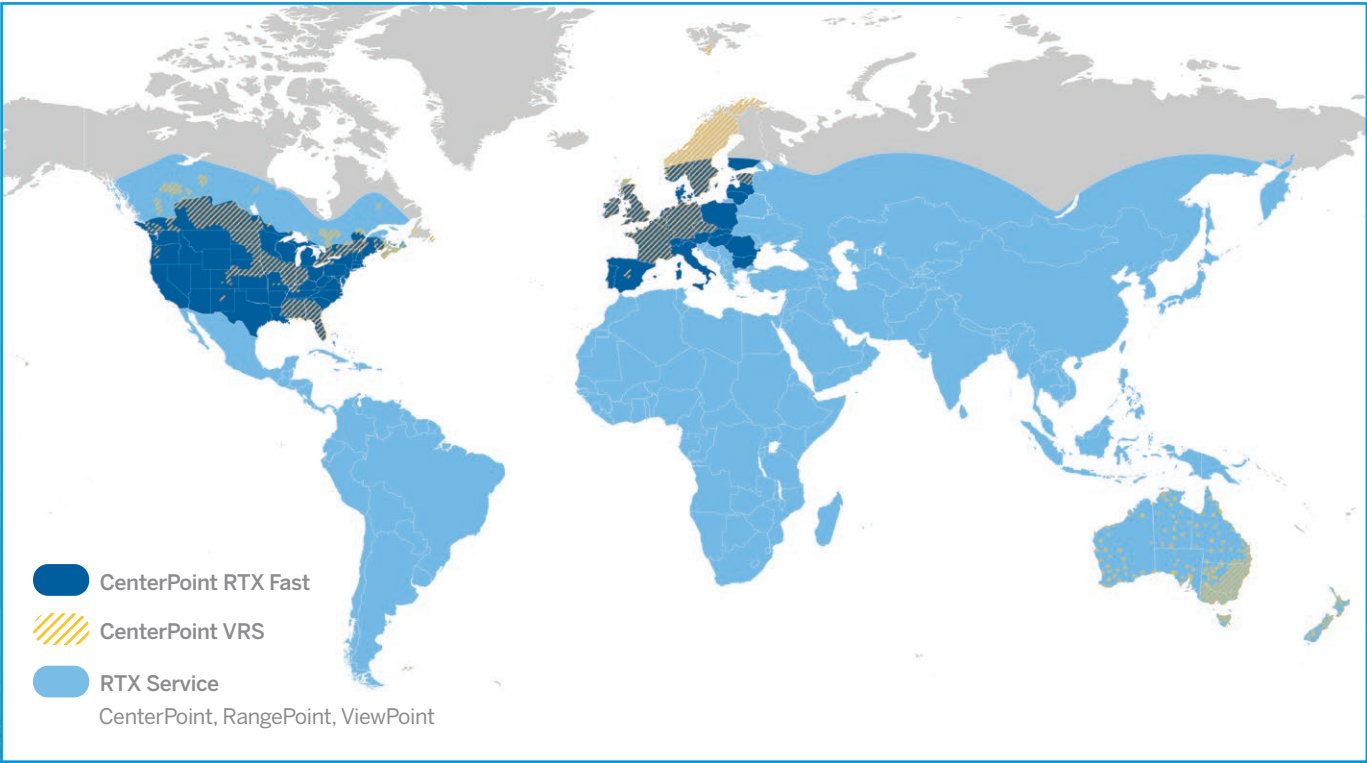 CenterPoint RTX Fast
CenterPoint VRS
RTX Service
CenterPoint, RangePoint, ViewPoint